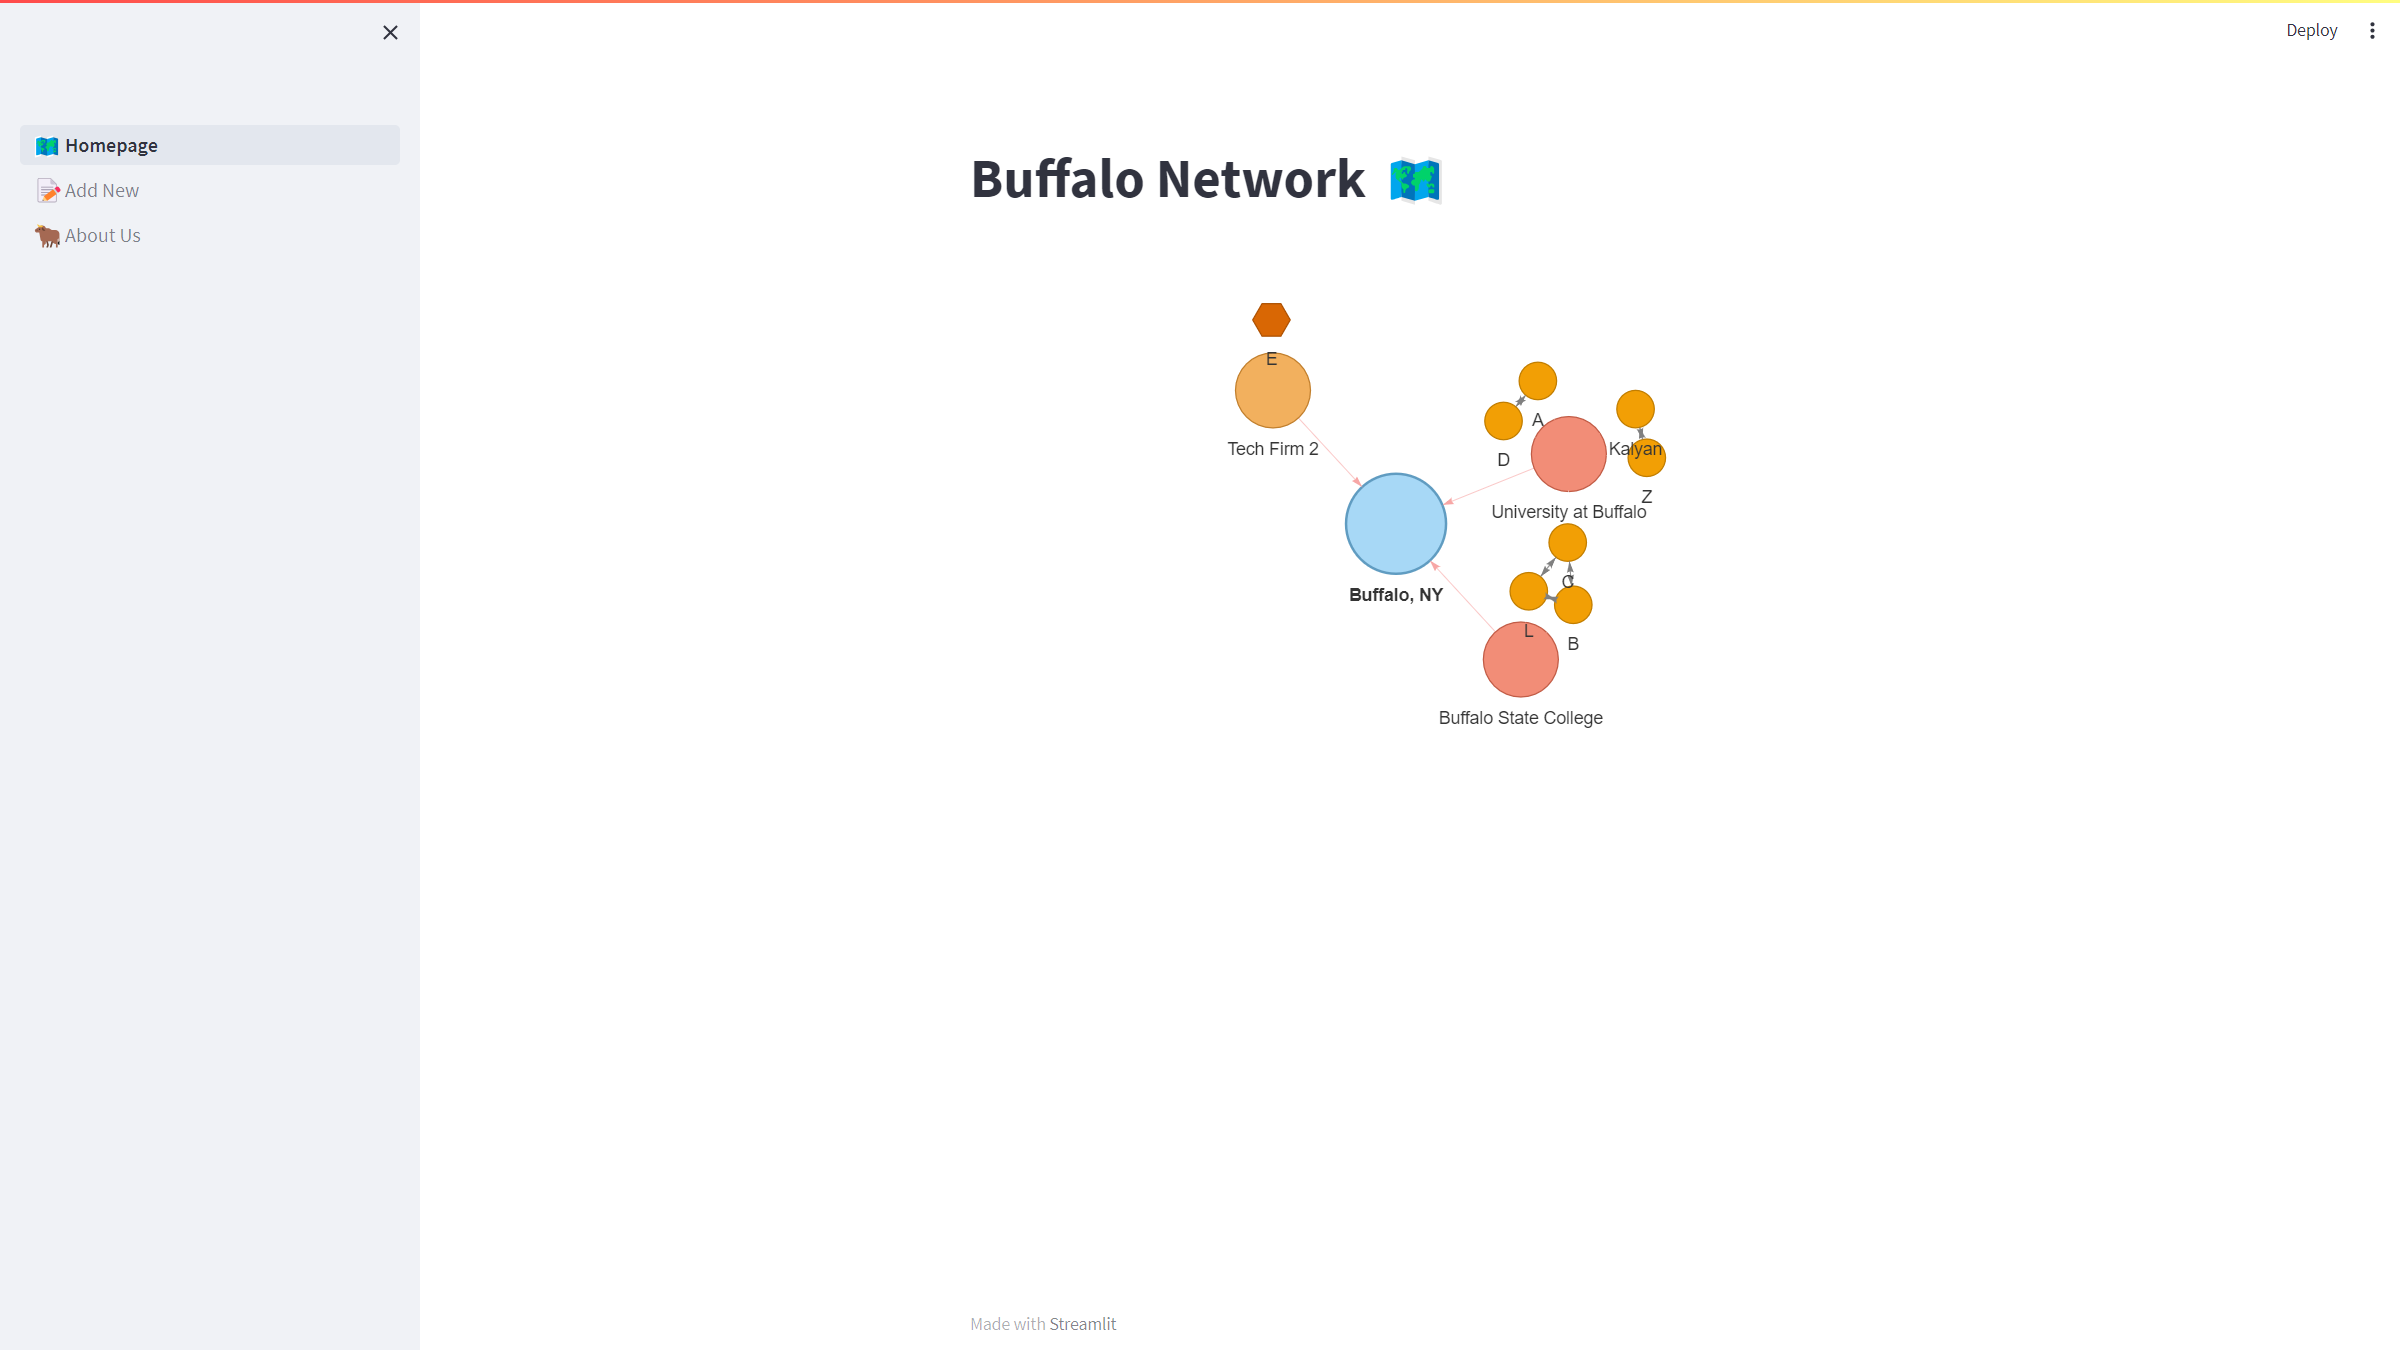 Deploy
Homepage
Add New
About Us
Buffalo Network
E
Tech Firm 2
A
D
Kalyan
Z
University at Buffalo
C
Buffalo, NY
L
B
Buffalo State College
Made with Streamlit